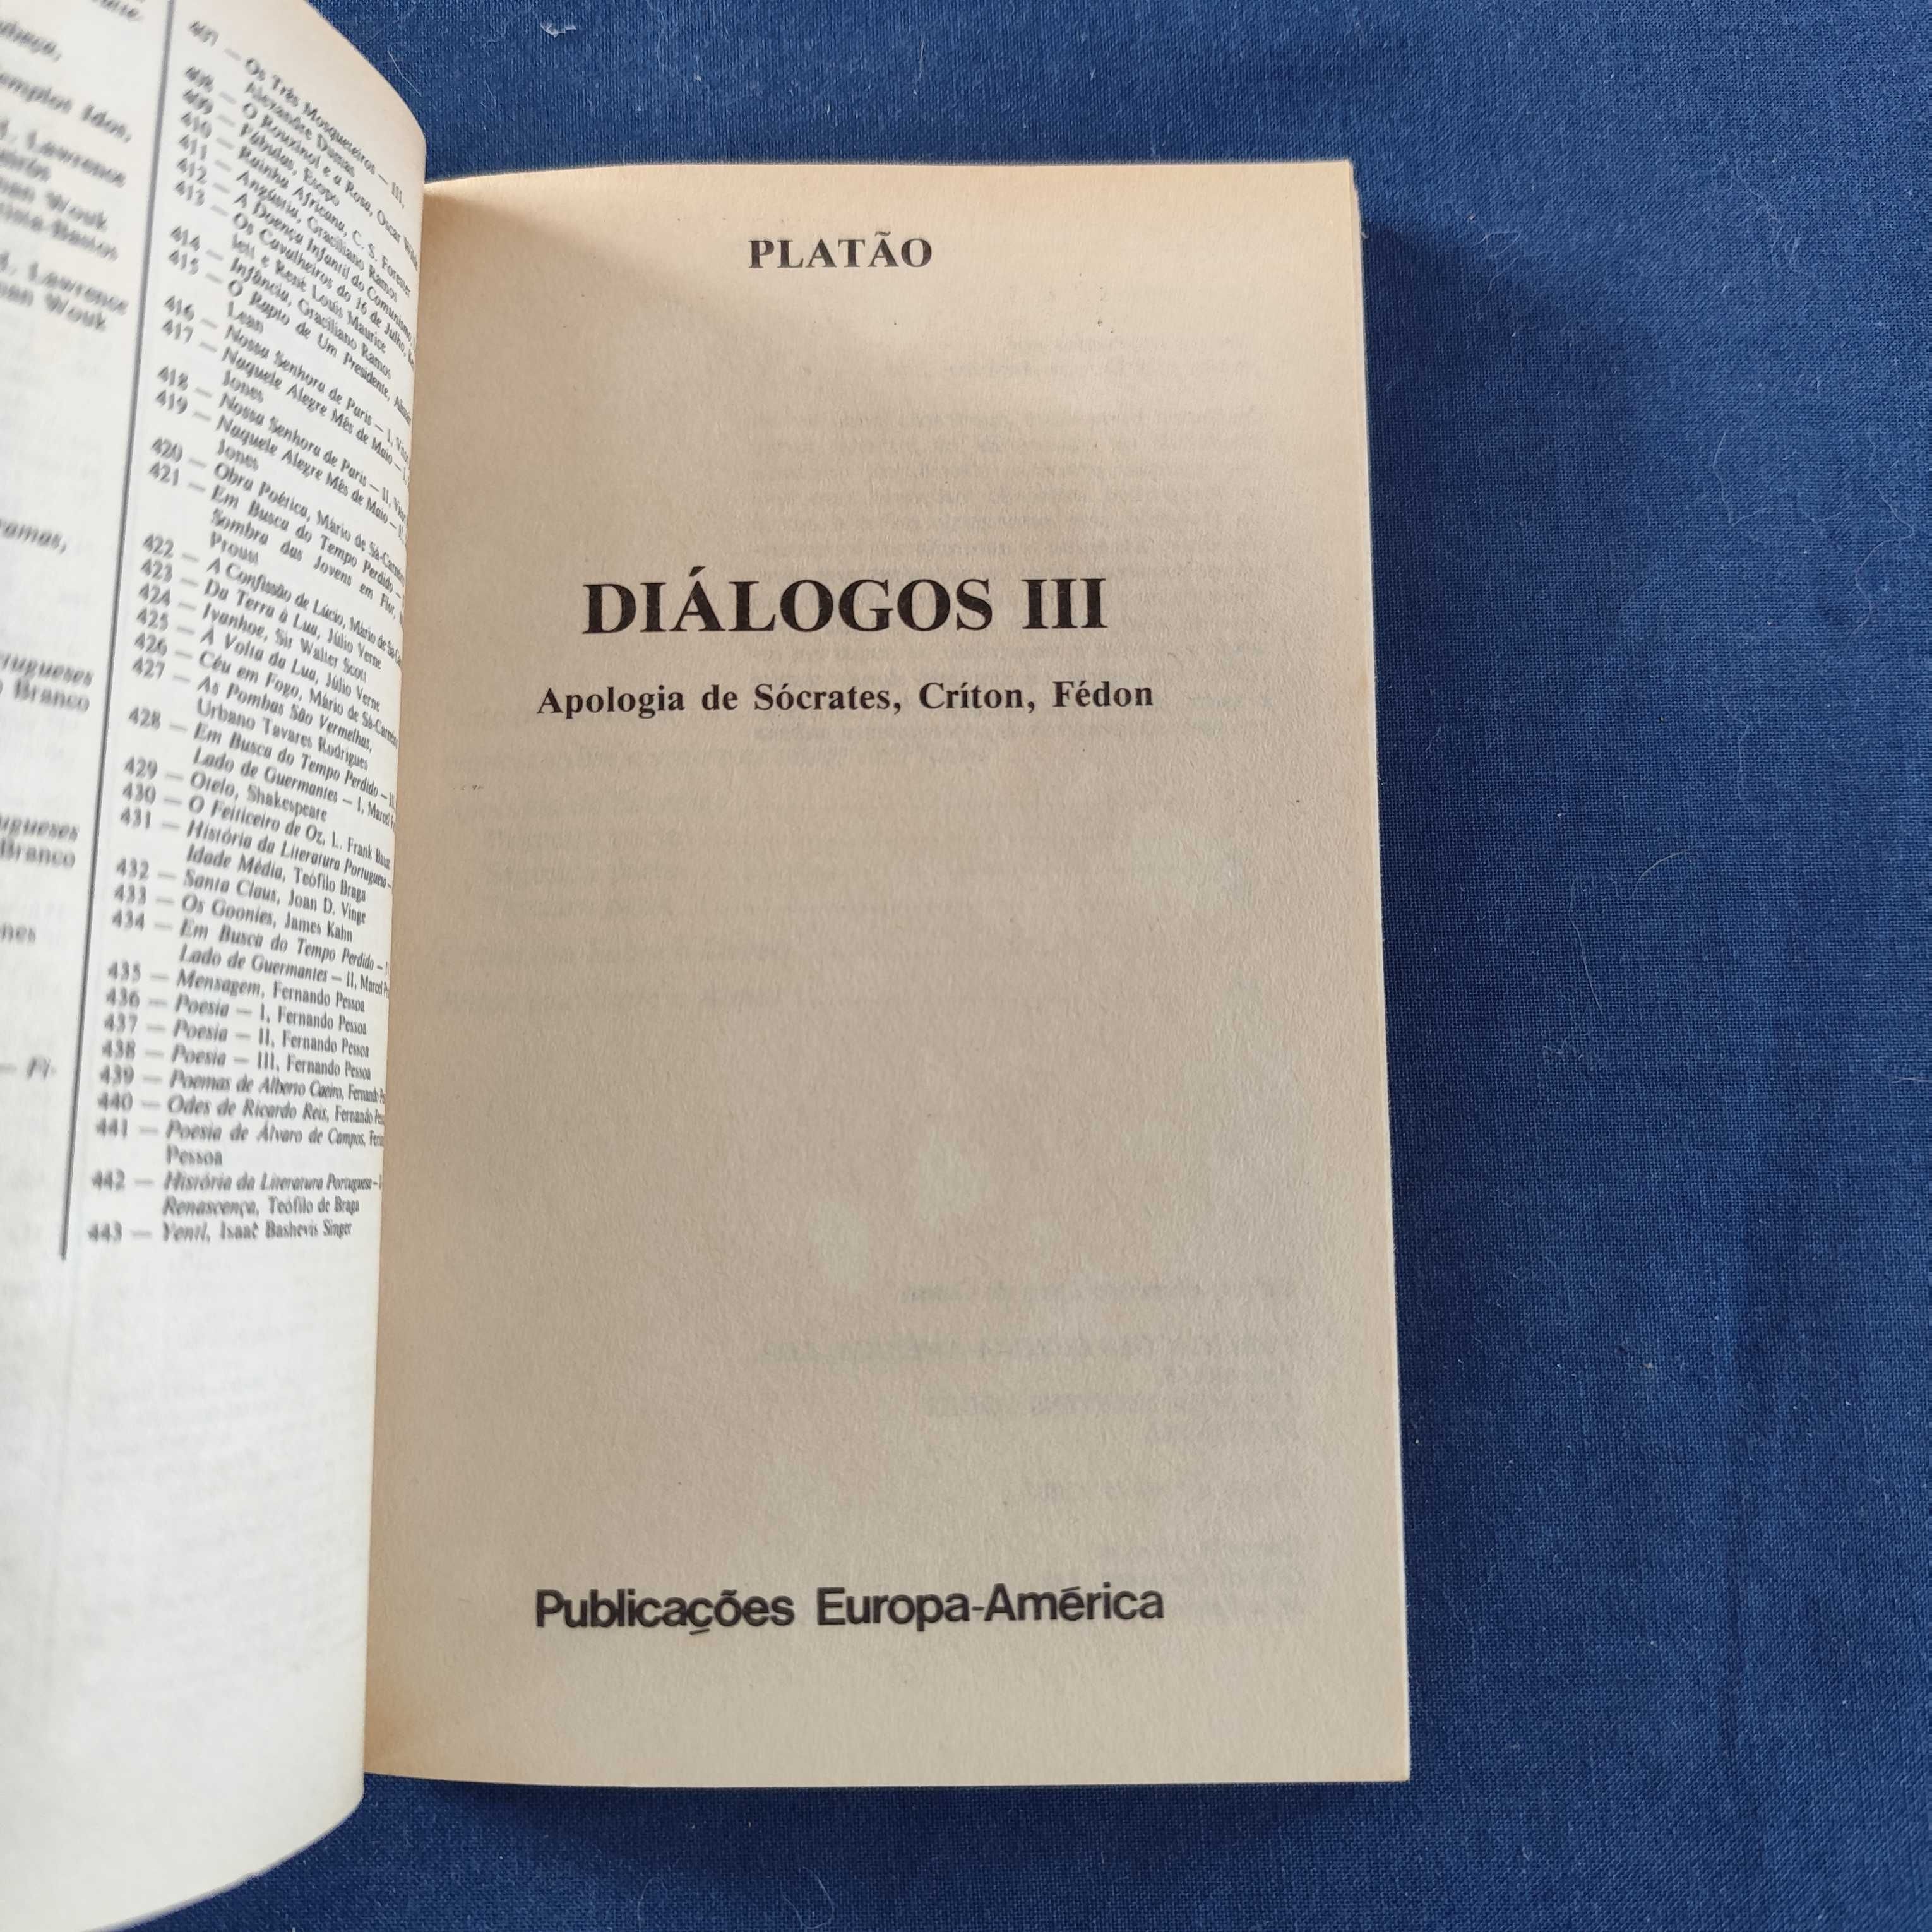 Lawrence
Wouk
Lawrence
Wouk
Branco
Branco
407 — Os Três Mosqueteiros — III,
Alexandre Dumas
408 — O Rouxinol e a Rosa, Oscar Wilde
409 — Fábulas, Esopo
410 — Rainha Africana, C. S. Forester
411 — Angústia, Graciliano Ramos
412 — A Doença Infantil do Comunismo,
413 — Os Cavalheiros do 16 de Julho,
Jett e René Louis Maurice
414 — Infância, Graciliano Ramos
415 — O Rapto de Um Presidente,
Lean
416 — Nossa Senhora de Paris — I,
417 — Naquele Alegre Mês de Maio — I,
Jones
418 — Nossa Senhora de Paris — II,
419 — Naquele Alegre Mês de Maio — II,
Jones
420 — Obra Poética, Mário de Sá-Carneiro
421 — Em Busca do Tempo Perdido —
Sombra das Jovens em Flor,
Proust
422 — A Confissão de Lúcio, Mário de
423 — Da Terra à Lua, Júlio Verne
424 — Ivanhoe, Sir Walter Scott
425 — À Volta da Lua, Júlio Verne
426 — Céu em Fogo, Mário de Sá-Carneiro
427 — As Pombas São Vermelhas,
Urbano Tavares Rodrigues
428 — Em Busca do Tempo Perdido —
Lado de Guermantes — I, Marcel
429 — Otelo, Shakespeare
430 — O Feiticeiro de Oz, L. Frank Baum
431 — História da Literatura Portuguesa —
Idade Média, Teófilo Braga
432 — Santa Claus, Joan D. Vinge
433 — Os Goonies, James Kahn
434 — Em Busca do Tempo Perdido —
Lado de Guermantes — II, Marcel
435 — Mensagem, Fernando Pessoa
436 — Poesia — I, Fernando Pessoa
437 — Poesia — II, Fernando Pessoa
438 — Poesia — III, Fernando Pessoa
439 — Poemas de Alberto Caeiro, Fernando
440 — Odes de Ricardo Reis, Fernando
441 — Poesia de Álvaro de Campos,
Pessoa
442 — História da Literatura Portuguesa —
Renascença, Teófilo de Braga
443 — Yentl, Isaac Bashevis Singer
PLATÃO
DIÁLOGOS III
Apologia de Sócrates, Críton, Fédon
Publicações Europa-América